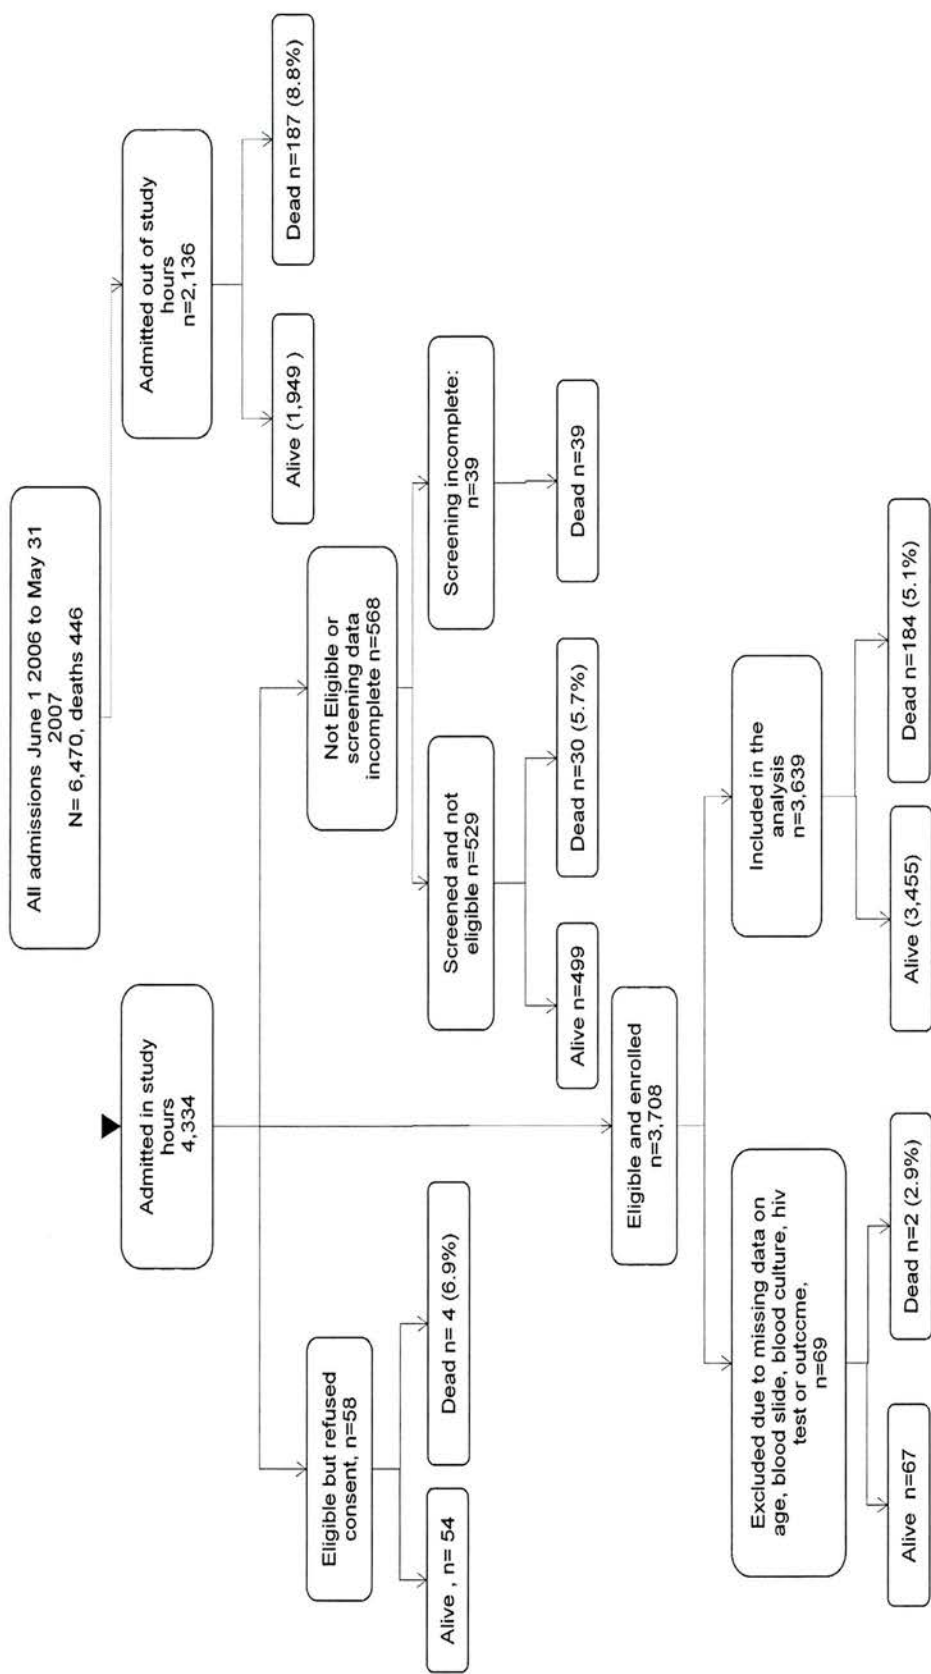 All admissions June 1 2006 to May 31
2007
N= 6,470, deaths 446
Admitted in study
hours
4,334
Admitted out of study
hours
n=2,136
Alive (1,949 )
Dead n=187 (8.8%)
Eligible but refused
consent, n=58
Not Eligible or
screening data
incomplete n=568
Alive , n= 54
Dead n= 4 (6.9%)
Screened and not
eligible n=529
Screening incomplete:
n=39
Alive n=499
Dead n=30 (5.7%)
Dead n=39
Eligible and enrolled
n=3,708
Excluded due to missing data on
age, blood slide, blood culture, hiv
test or outccme,
n=69
Included in the
analysis
n=3,639
Alive n=67
Dead n=2 (2.9%)
Alive (3,455)
Dead n=184 (5.1%)